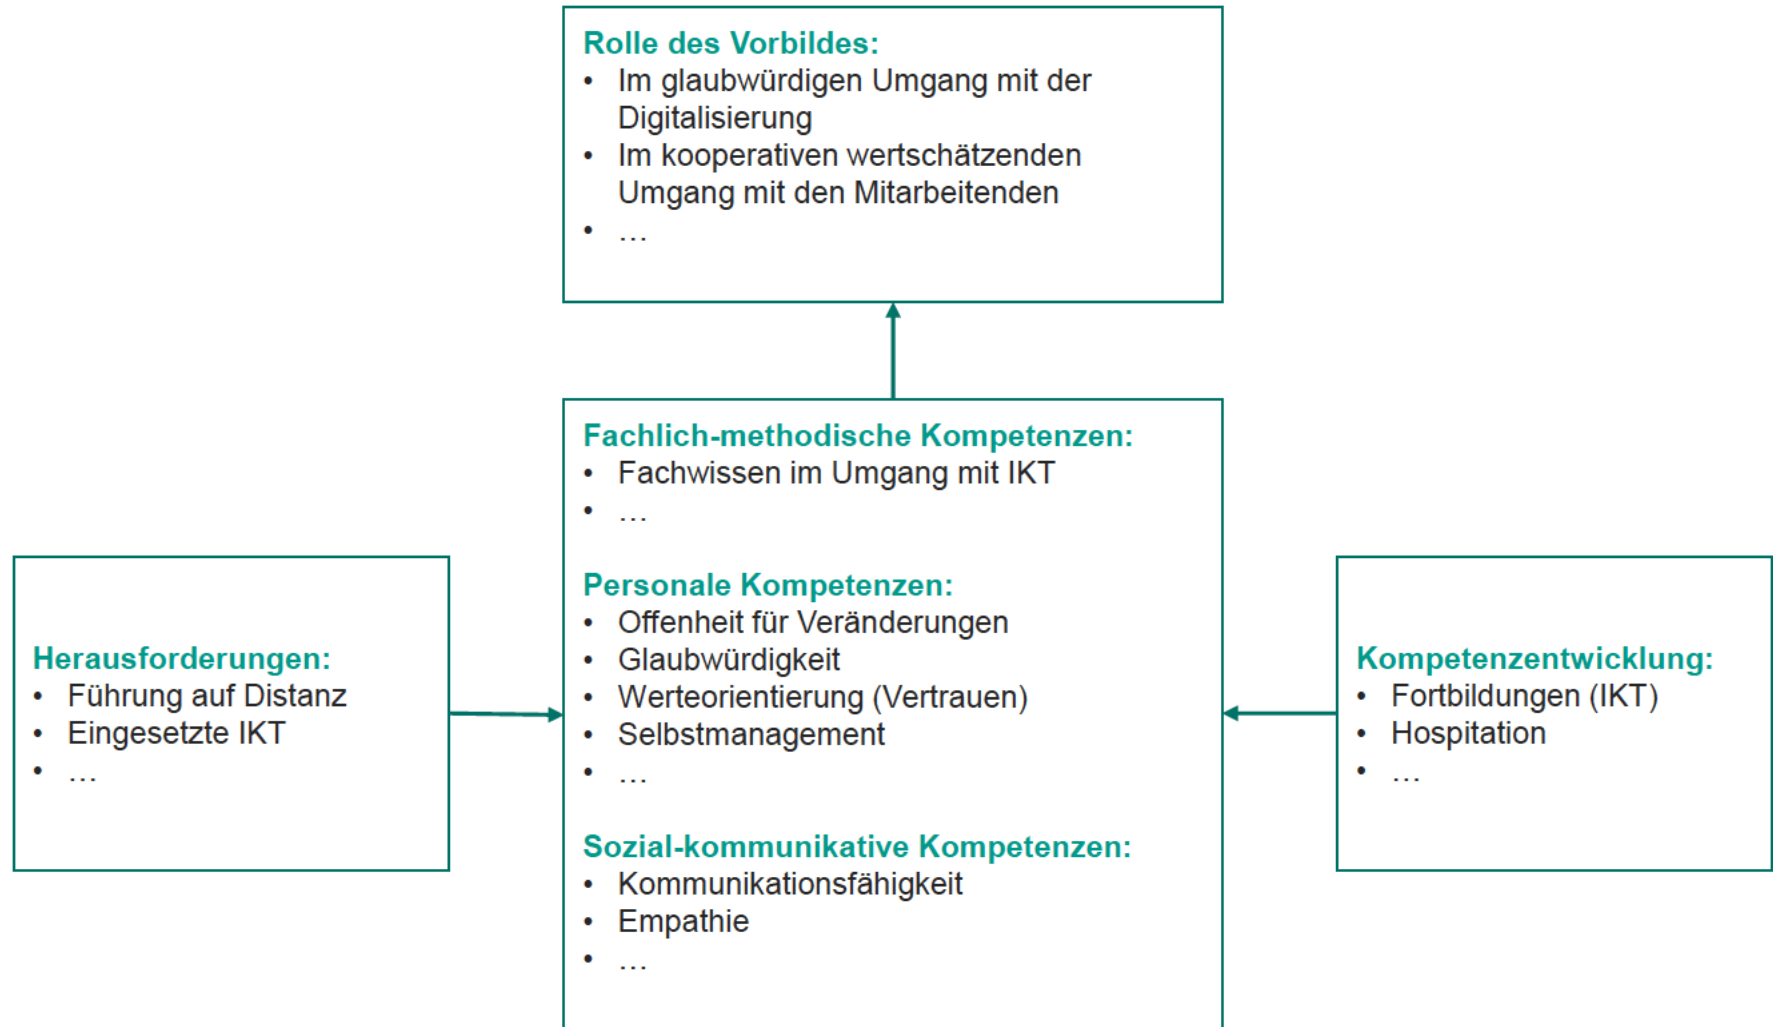 Rolle des Vorbildes:
• Im glaubwürdigen Umgang mit der
Digitalisierung
• Im kooperativen wertschätzenden
Umgang mit den Mitarbeitenden
• …
Fachlich-methodische Kompetenzen:
• Fachwissen im Umgang mit IKT
• …
Personale Kompetenzen:
• Offenheit für Veränderungen
• Glaubwürdigkeit
• Werteorientierung (Vertrauen)
• Selbstmanagement
• …
Sozial-kommunikative Kompetenzen:
• Kommunikationsfähigkeit
• Empathie
• …
Herausforderungen:
• Führung auf Distanz
• Eingesetzte IKT
• …
Kompetenzentwicklung:
• Fortbildungen (IKT)
• Hospitation
• …